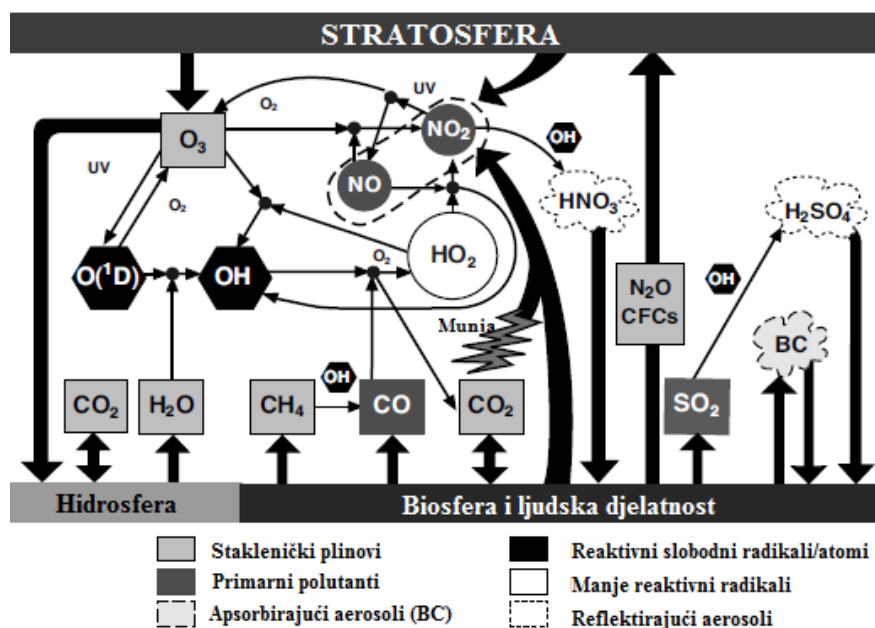 STRATOSFERA
UV
O₂
O₃
NO₂
OH
UV
NO
HNO₃
H₂SO₄
O₂
O₂
HO₂
O(¹D)
OH
N₂O
CFCs
OH
Munja
BC
OH
CO₂
H₂O
CH₄
CO
CO₂
SO₂
Hidrosfera
Biosfera i ljudska djelatnost
Staklenički plinovi
Reaktivni slobodni radikali/atomi
Primarni polutanti
Manje reaktivni radikali
Apsorbirajući aerosoli (BC)
Reflektirajući aerosoli